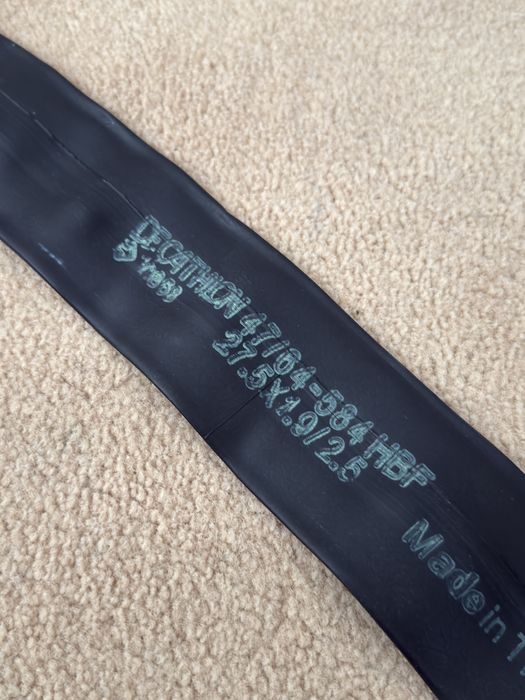 DECATHLON 47/64-584 HBF
27.5X1.9/2.5
Made in T